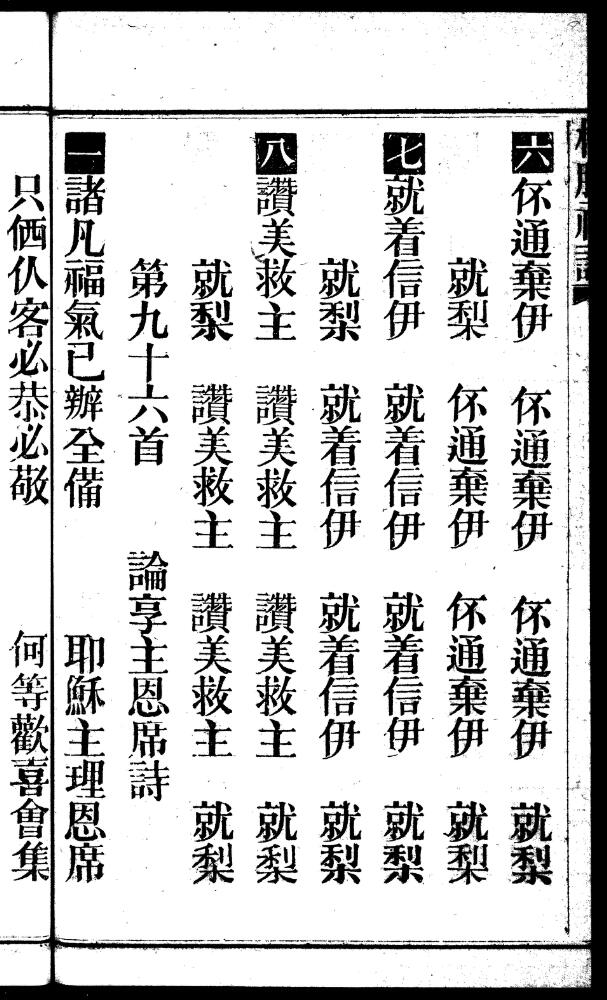 六 伓通棄伊 伓通棄伊 伓通棄伊 就梨
就梨 伓通棄伊 伓通棄伊 就梨
七 就着信伊 就着信伊 就着信伊 就梨
就梨 就着信伊 就着信伊 就梨
八 讚美救主 讚美救主 讚美救主 就梨
就梨 讚美救主 讚美救主 就梨
第九十六首 論享主恩席詩
一 諸凡福氣已辦全備 耶穌主理恩席
只𠾀仈客必恭必敬 何等歡喜會集